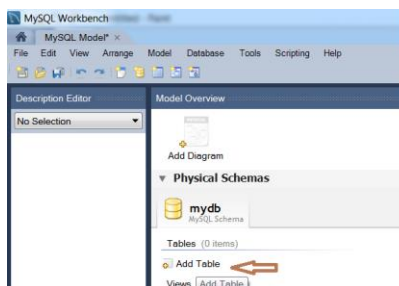 MySQL Workbench
MySQL Model* ×
File Edit View Arrange Model Database Tools Scripting Help
Description Editor
Model Overview
No Selection
Add Diagram
Physical Schemas
mydb
MySQL Schema
Tables (0 items)
Add Table
Views
Add Table